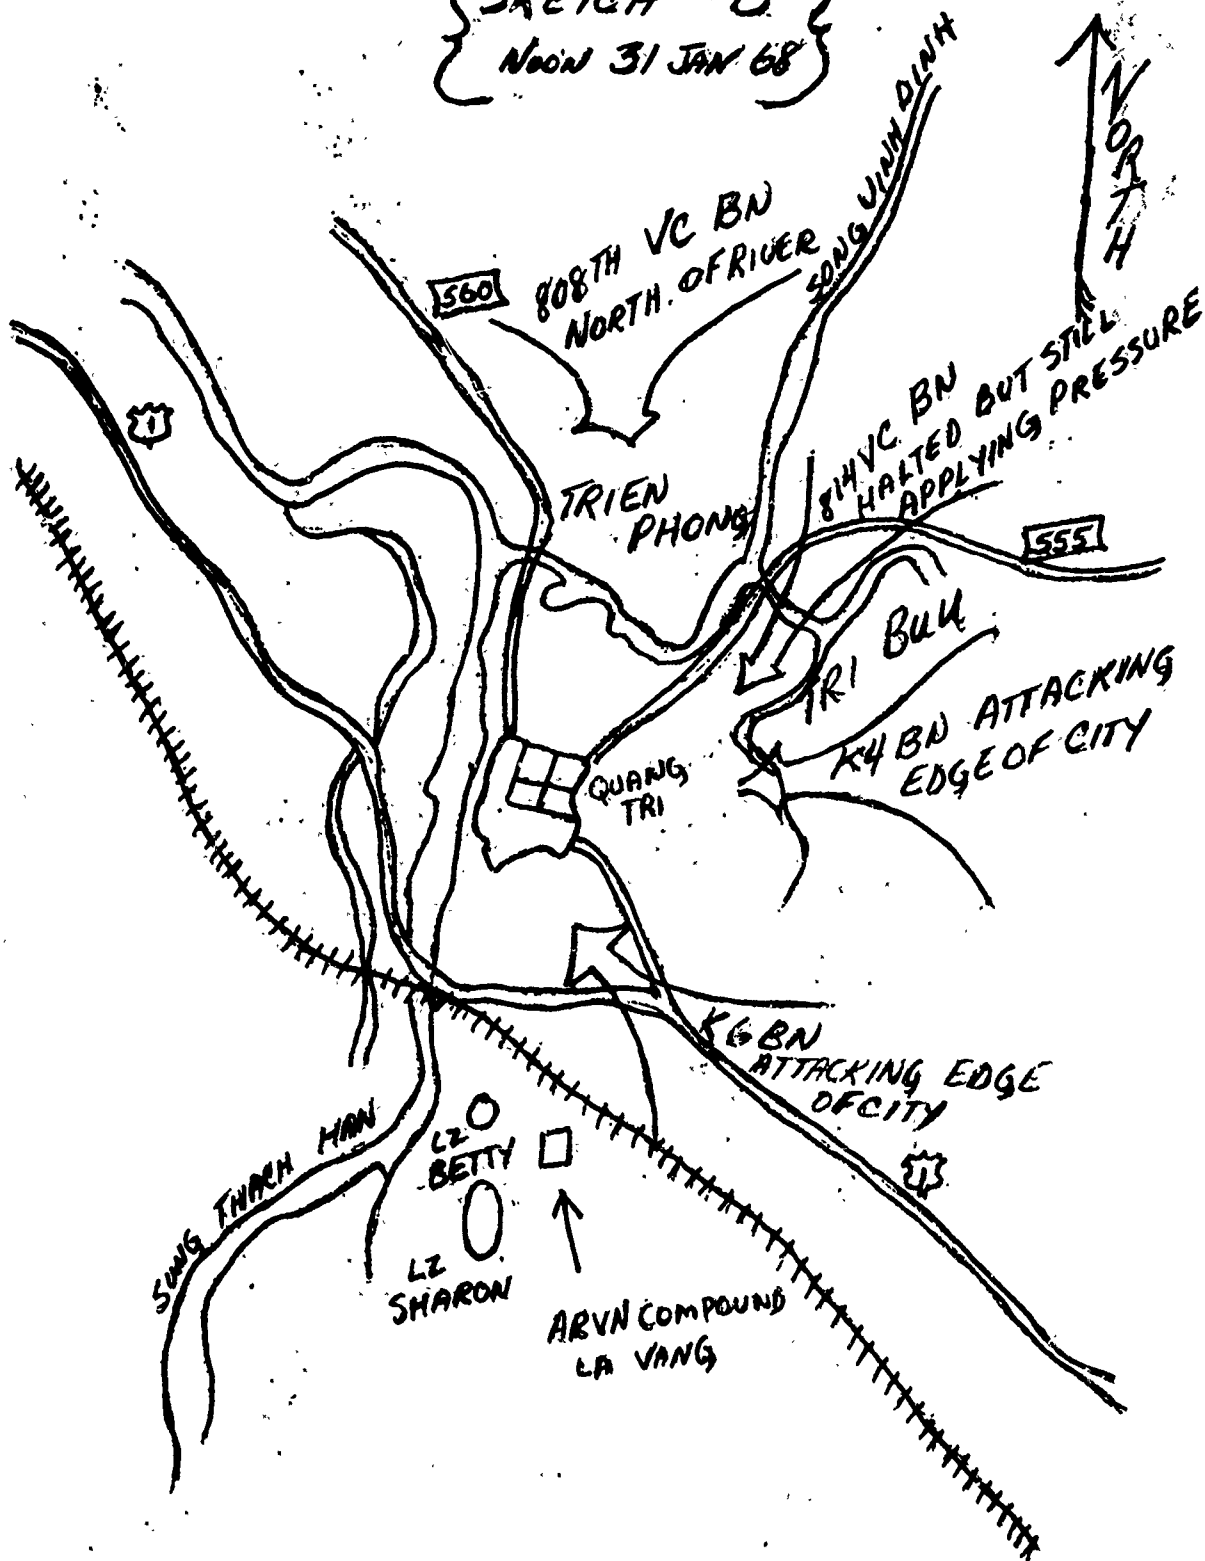 SKETCH
NOON 31 JAN 68
NORTH
SONG VINH DINH
560
808TH VC BN
NORTH. OF RIVER
1
814 VC BN
HALTED BUT STILL
APPLYING PRESSURE
TRIEN
PHONG
555
TRI BUU
K4 BN ATTACKING
EDGE OF CITY
QUANG
TRI
K6 BN
ATTACKING EDGE
OF CITY
1
SONG THACH HAN
LZ
BETTY
LZ
SHARON
ARVN COMPOUND
LA VANG